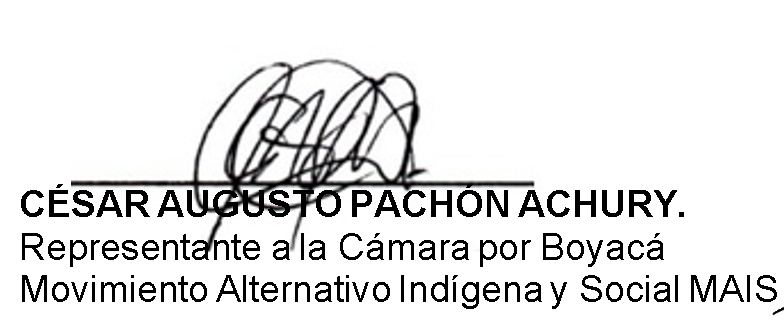 CÉSAR AUGUSTO PACHÓN ACHURY.
Representante a la Cámara por Boyacá
Movimiento Alternativo Indígena y Social MAIS